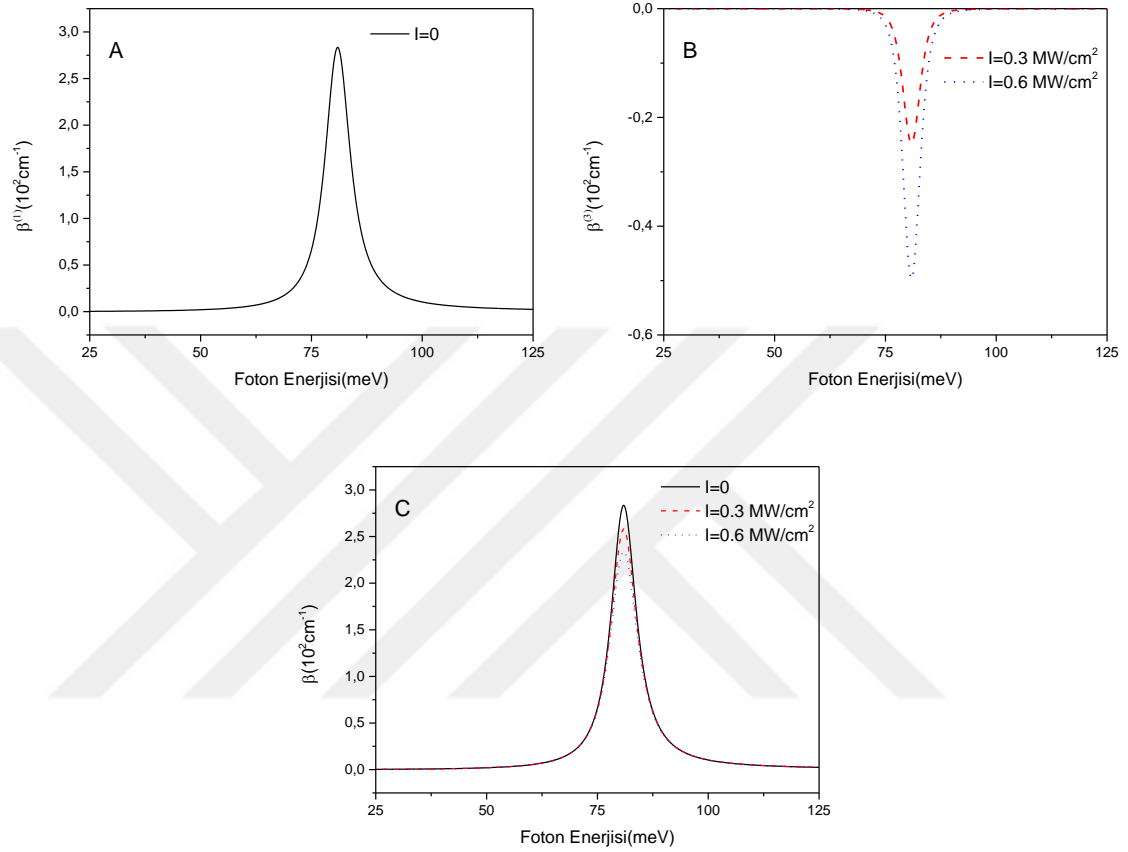 A
I=0
3,0
2,5
2,0
1,5
1,0
0,5
0,0
β(1)(10²cm⁻¹)
25 50 75 100 125
Foton Enerjisi(meV)
B
I=0.3 MW/cm²
I=0.6 MW/cm²
0,0
-0,2
-0,4
-0,6
β(3)(10²cm⁻¹)
25 50 75 100 125
Foton Enerjisi(meV)
C
I=0
I=0.3 MW/cm²
I=0.6 MW/cm²
3,0
2,5
2,0
1,5
1,0
0,5
0,0
β(10²cm⁻¹)
25 50 75 100 125
Foton Enerjisi(meV)